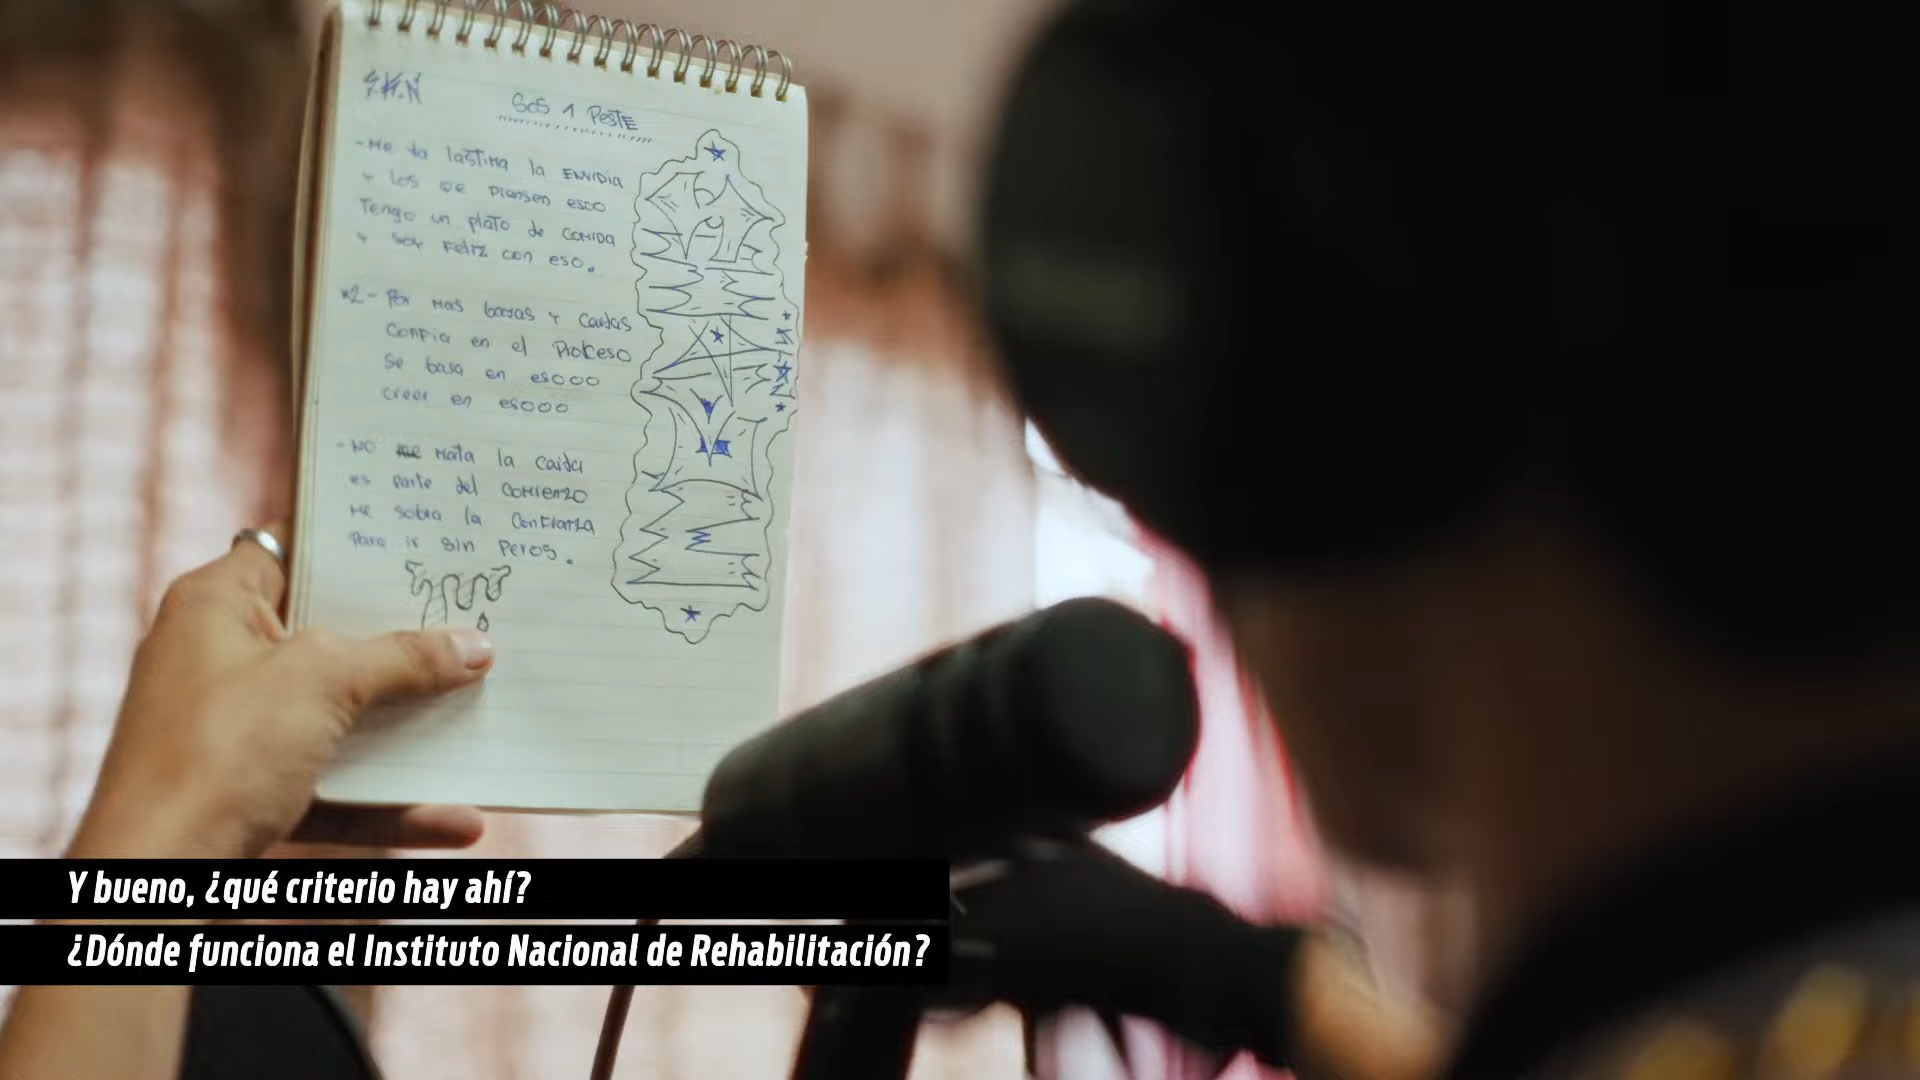 SOS 1 PESTE
-ME da lastima la ENVIDIA
Y los qe piensen esoo
Tengo un plato de COMIDA
Y soy Feliz con eso.
x2- Por mas bajas Y Caidas
Confia en el Proceso
Se basa en esooo
creer en esooo
-NO me Mata la caida
es parte del COMIENZO
ME sobra la CONFIANZA
Para ir sin Peros.
Y bueno, ¿qué criterio hay ahí?
¿Dónde funciona el Instituto Nacional de Rehabilitación?